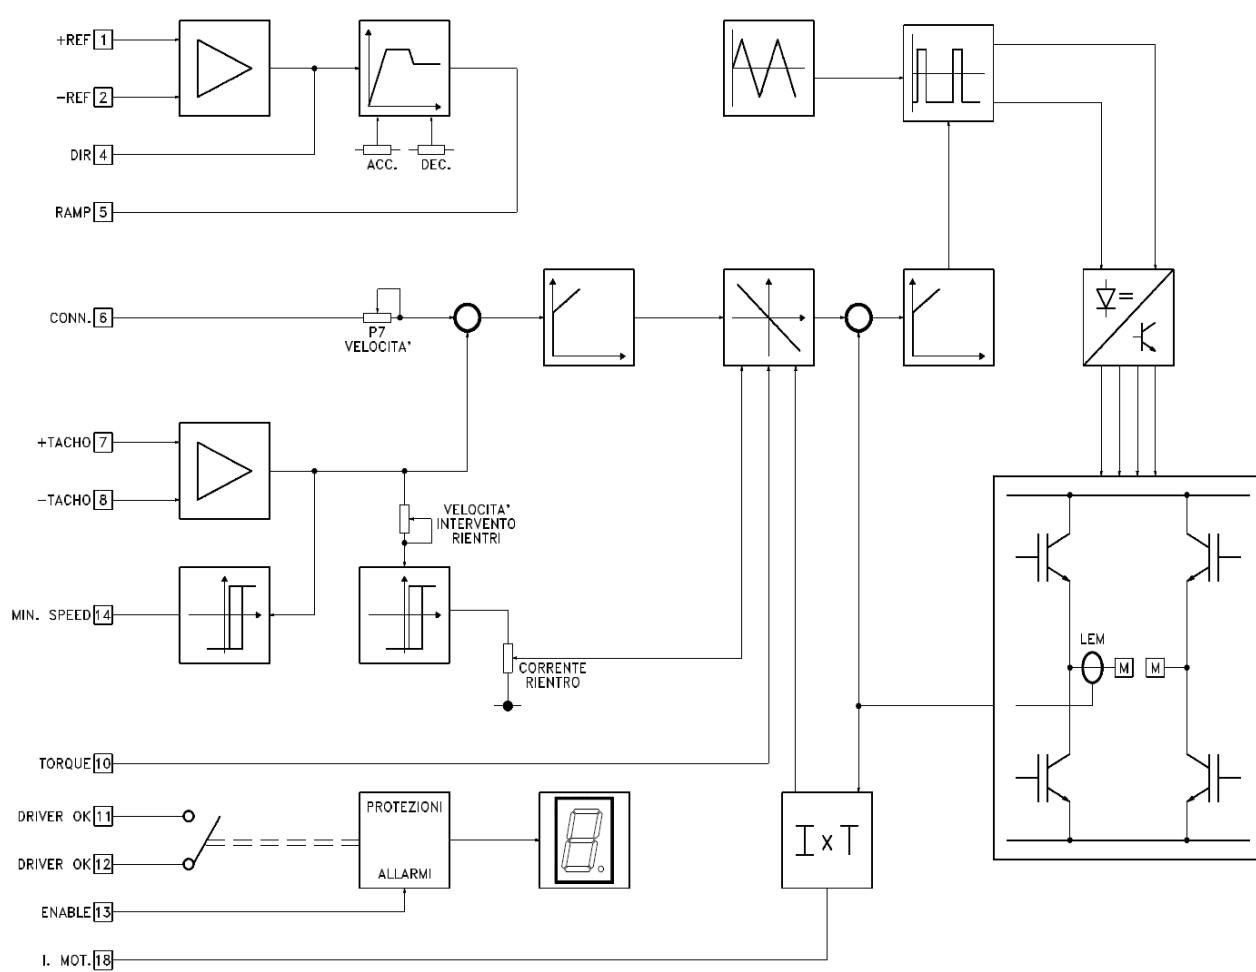 +REF 1
-REF 2
DIR 4
ACC. DEC.
RAMP 5
CONN. 6
P7
VELOCITA'
+TACHO 7
-TACHO 8
VELOCITA'
INTERVENTO
RIENTRI
MIN. SPEED 14
LEM
M M
CORRENTE
RIENTRO
TORQUE 10
DRIVER OK 11
PROTEZIONI
I x T
DRIVER OK 12
ALLARMI
ENABLE 13
I. MOT. 18